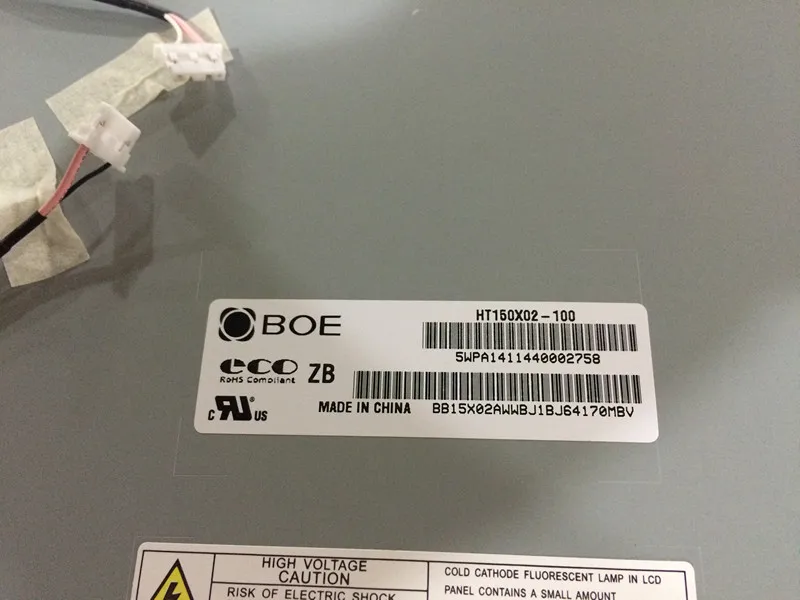 BOE
HT150X02-100
5WPA1411440002758
eco
RoHS Compliant
ZB
c RU® US
MADE IN CHINA
BB15X02AWWBJ1BJ64170MBV
HIGH VOLTAGE
CAUTION
RISK OF ELECTRIC SHOCK
COLD CATHODE FLUORESCENT LAMP IN LCD
PANEL CONTAINS A SMALL AMOUNT